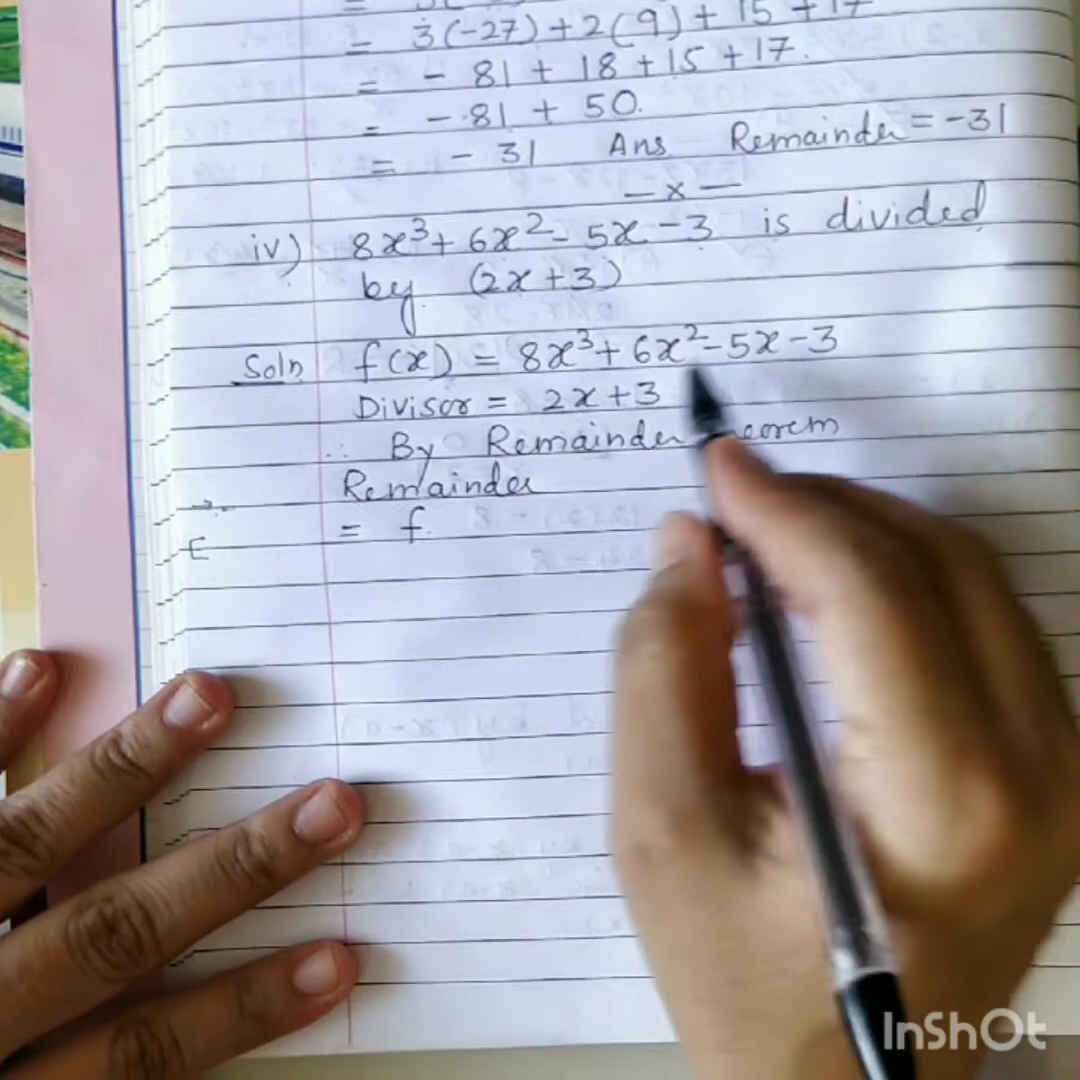 = 3(-27) + 2(9) + 15 + 17
= - 81 + 18 + 15 + 17.
= - 81 + 50.
= - 31 Ans Remainder = -31
— x —
iv) 8x³ + 6x² - 5x - 3 is divided
by (2x + 3)
Soln f(x) = 8x³ + 6x² - 5x - 3
Divisor = 2x + 3
∴ By Remainder
Remainder
= f
InShOt